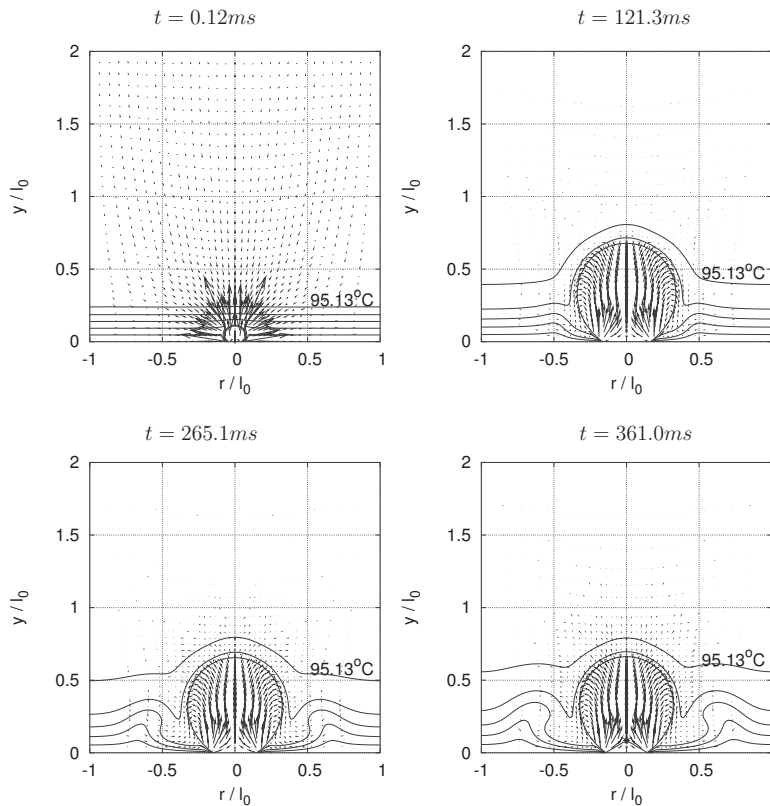 t = 0.12ms
t = 121.3ms
2
1.5
1
0.5
0
y / l0
95.13°C
-1
-0.5
0
0.5
1
r / l0
2
1.5
1
0.5
0
y / l0
95.13°C
-1
-0.5
0
0.5
r / l0
t = 265.1ms
t = 361.0ms
2
1.5
1
0.5
0
y / l0
95.13°C
-1
-0.5
0
0.5
1
r / l0
2
1.5
1
0.5
0
y / l0
95.13°C
-1
-0.5
0
0.5
r / l0